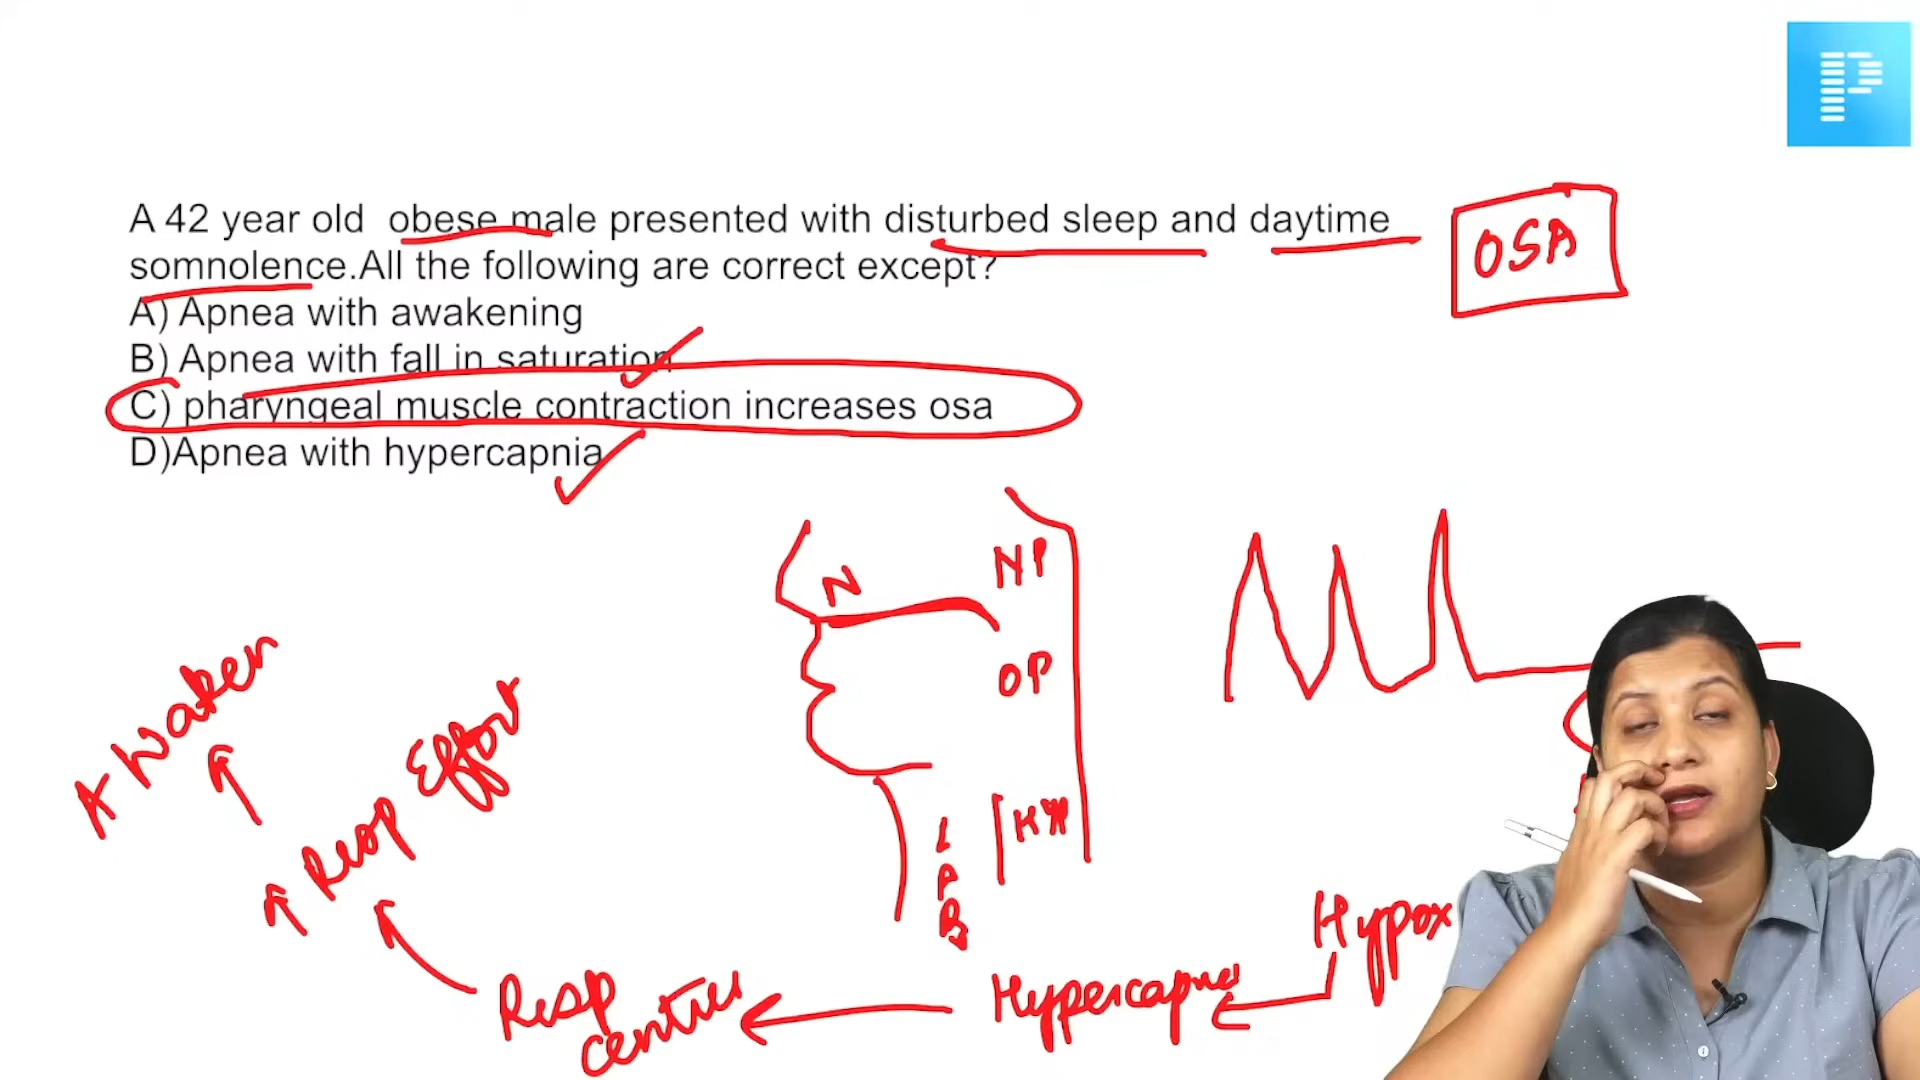 A 42 year old obese male presented with disturbed sleep and daytime
somnolence.All the following are correct except?
A) Apnea with awakening
B) Apnea with fall in saturation
C) pharyngeal muscle contraction increases osa
D)Apnea with hypercapnia
OSA
N
NP
OP
L
P
Awaken
Resp Effort
Resp
centre
Hypercapnia
Hypox